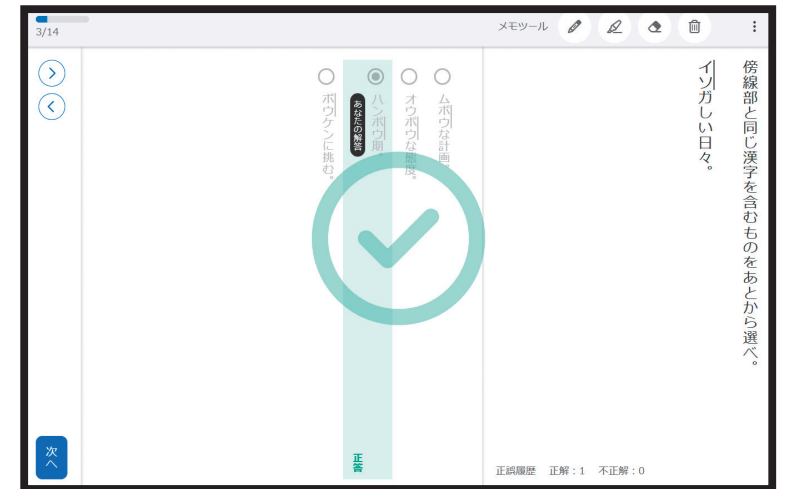 3/14
メモツール
傍線部と同じ漢字を含むものをあとから選べ。
イソガしい日々。
ムボウな計画。
オウボウな態度。
ハンボウ期。
あなたの解答
正答
ボウケンに挑む。
次へ
正誤履歴 正解:1 不正解:0